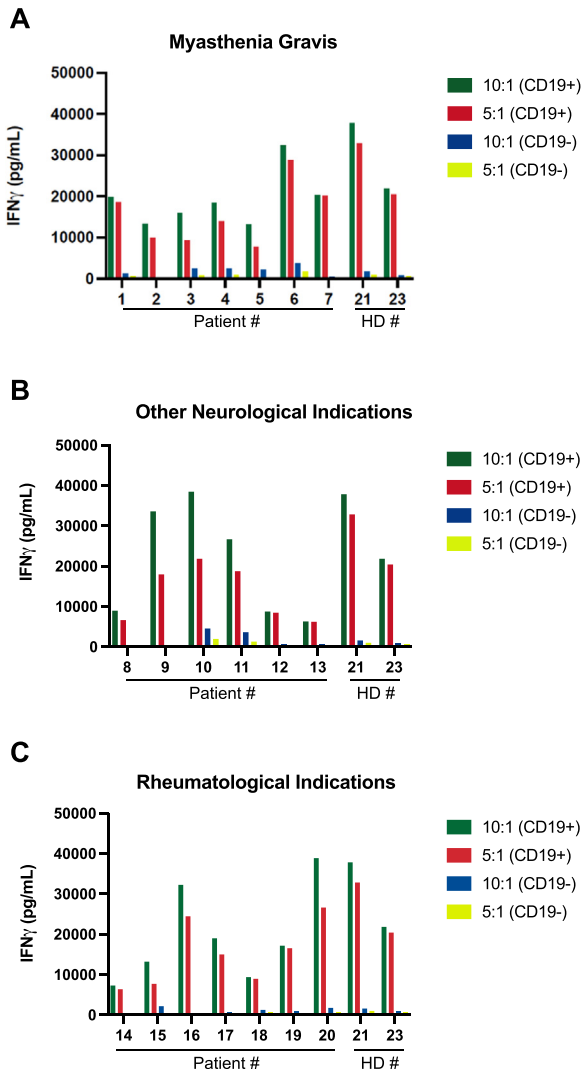 A
Myasthenia Gravis
IFNγ (pg/mL)
50000
40000
30000
20000
10000
0
1 2 3 4 5 6 7 21 23
Patient # HD #
10:1 (CD19+)
5:1 (CD19+)
10:1 (CD19-)
5:1 (CD19-)
B
Other Neurological Indications
IFNγ (pg/mL)
50000
40000
30000
20000
10000
0
8 9 10 11 12 13 21 23
Patient # HD #
10:1 (CD19+)
5:1 (CD19+)
10:1 (CD19-)
5:1 (CD19-)
C
Rheumatological Indications
IFNγ (pg/mL)
50000
40000
30000
20000
10000
0
14 15 16 17 18 19 20 21 23
Patient # HD #
10:1 (CD19+)
5:1 (CD19+)
10:1 (CD19-)
5:1 (CD19-)